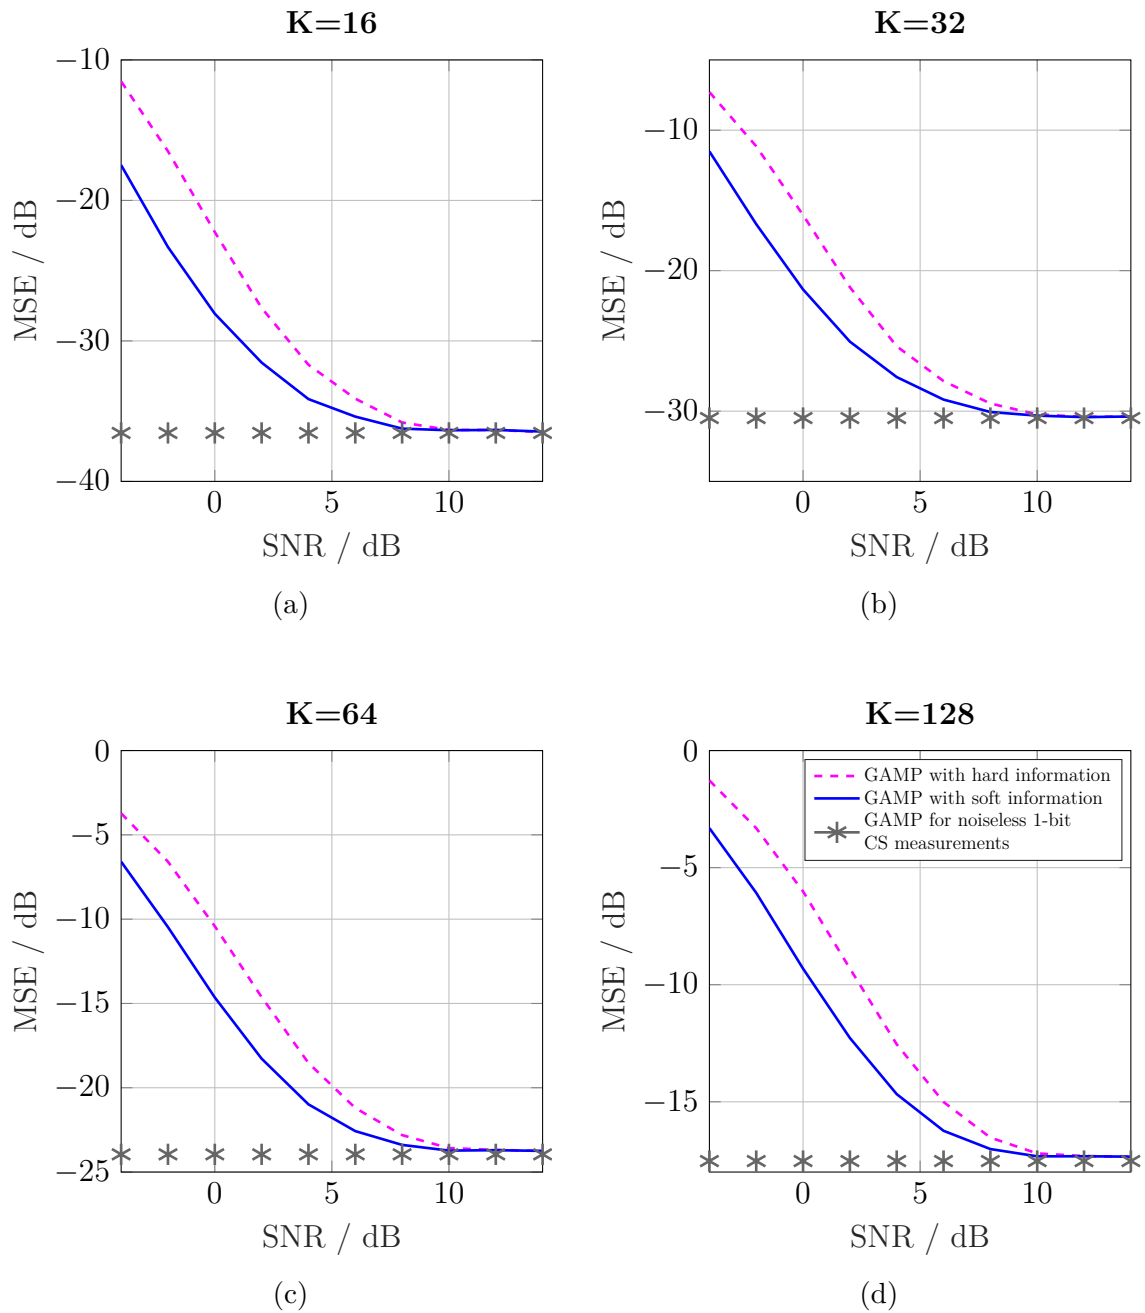 K=16
−10
−20
−30
−40
0 5 10
MSE / dB
SNR / dB
(a)
K=32
−10
−20
−30
0 5 10
MSE / dB
SNR / dB
(b)
K=64
0
−5
−10
−15
−20
−25
0 5 10
MSE / dB
SNR / dB
(c)
K=128
0
−5
−10
−15
0 5 10
MSE / dB
SNR / dB
GAMP with hard information
GAMP with soft information
GAMP for noiseless 1-bit
CS measurements
(d)